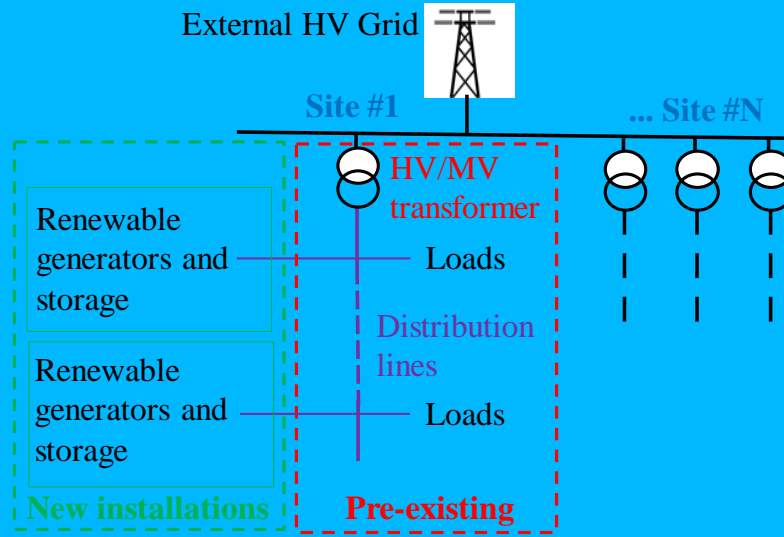 External HV Grid
Site #1
... Site #N
HV/MV
transformer
Renewable
generators and
storage
Loads
Distribution
lines
Renewable
generators and
storage
Loads
New installations
Pre-existing